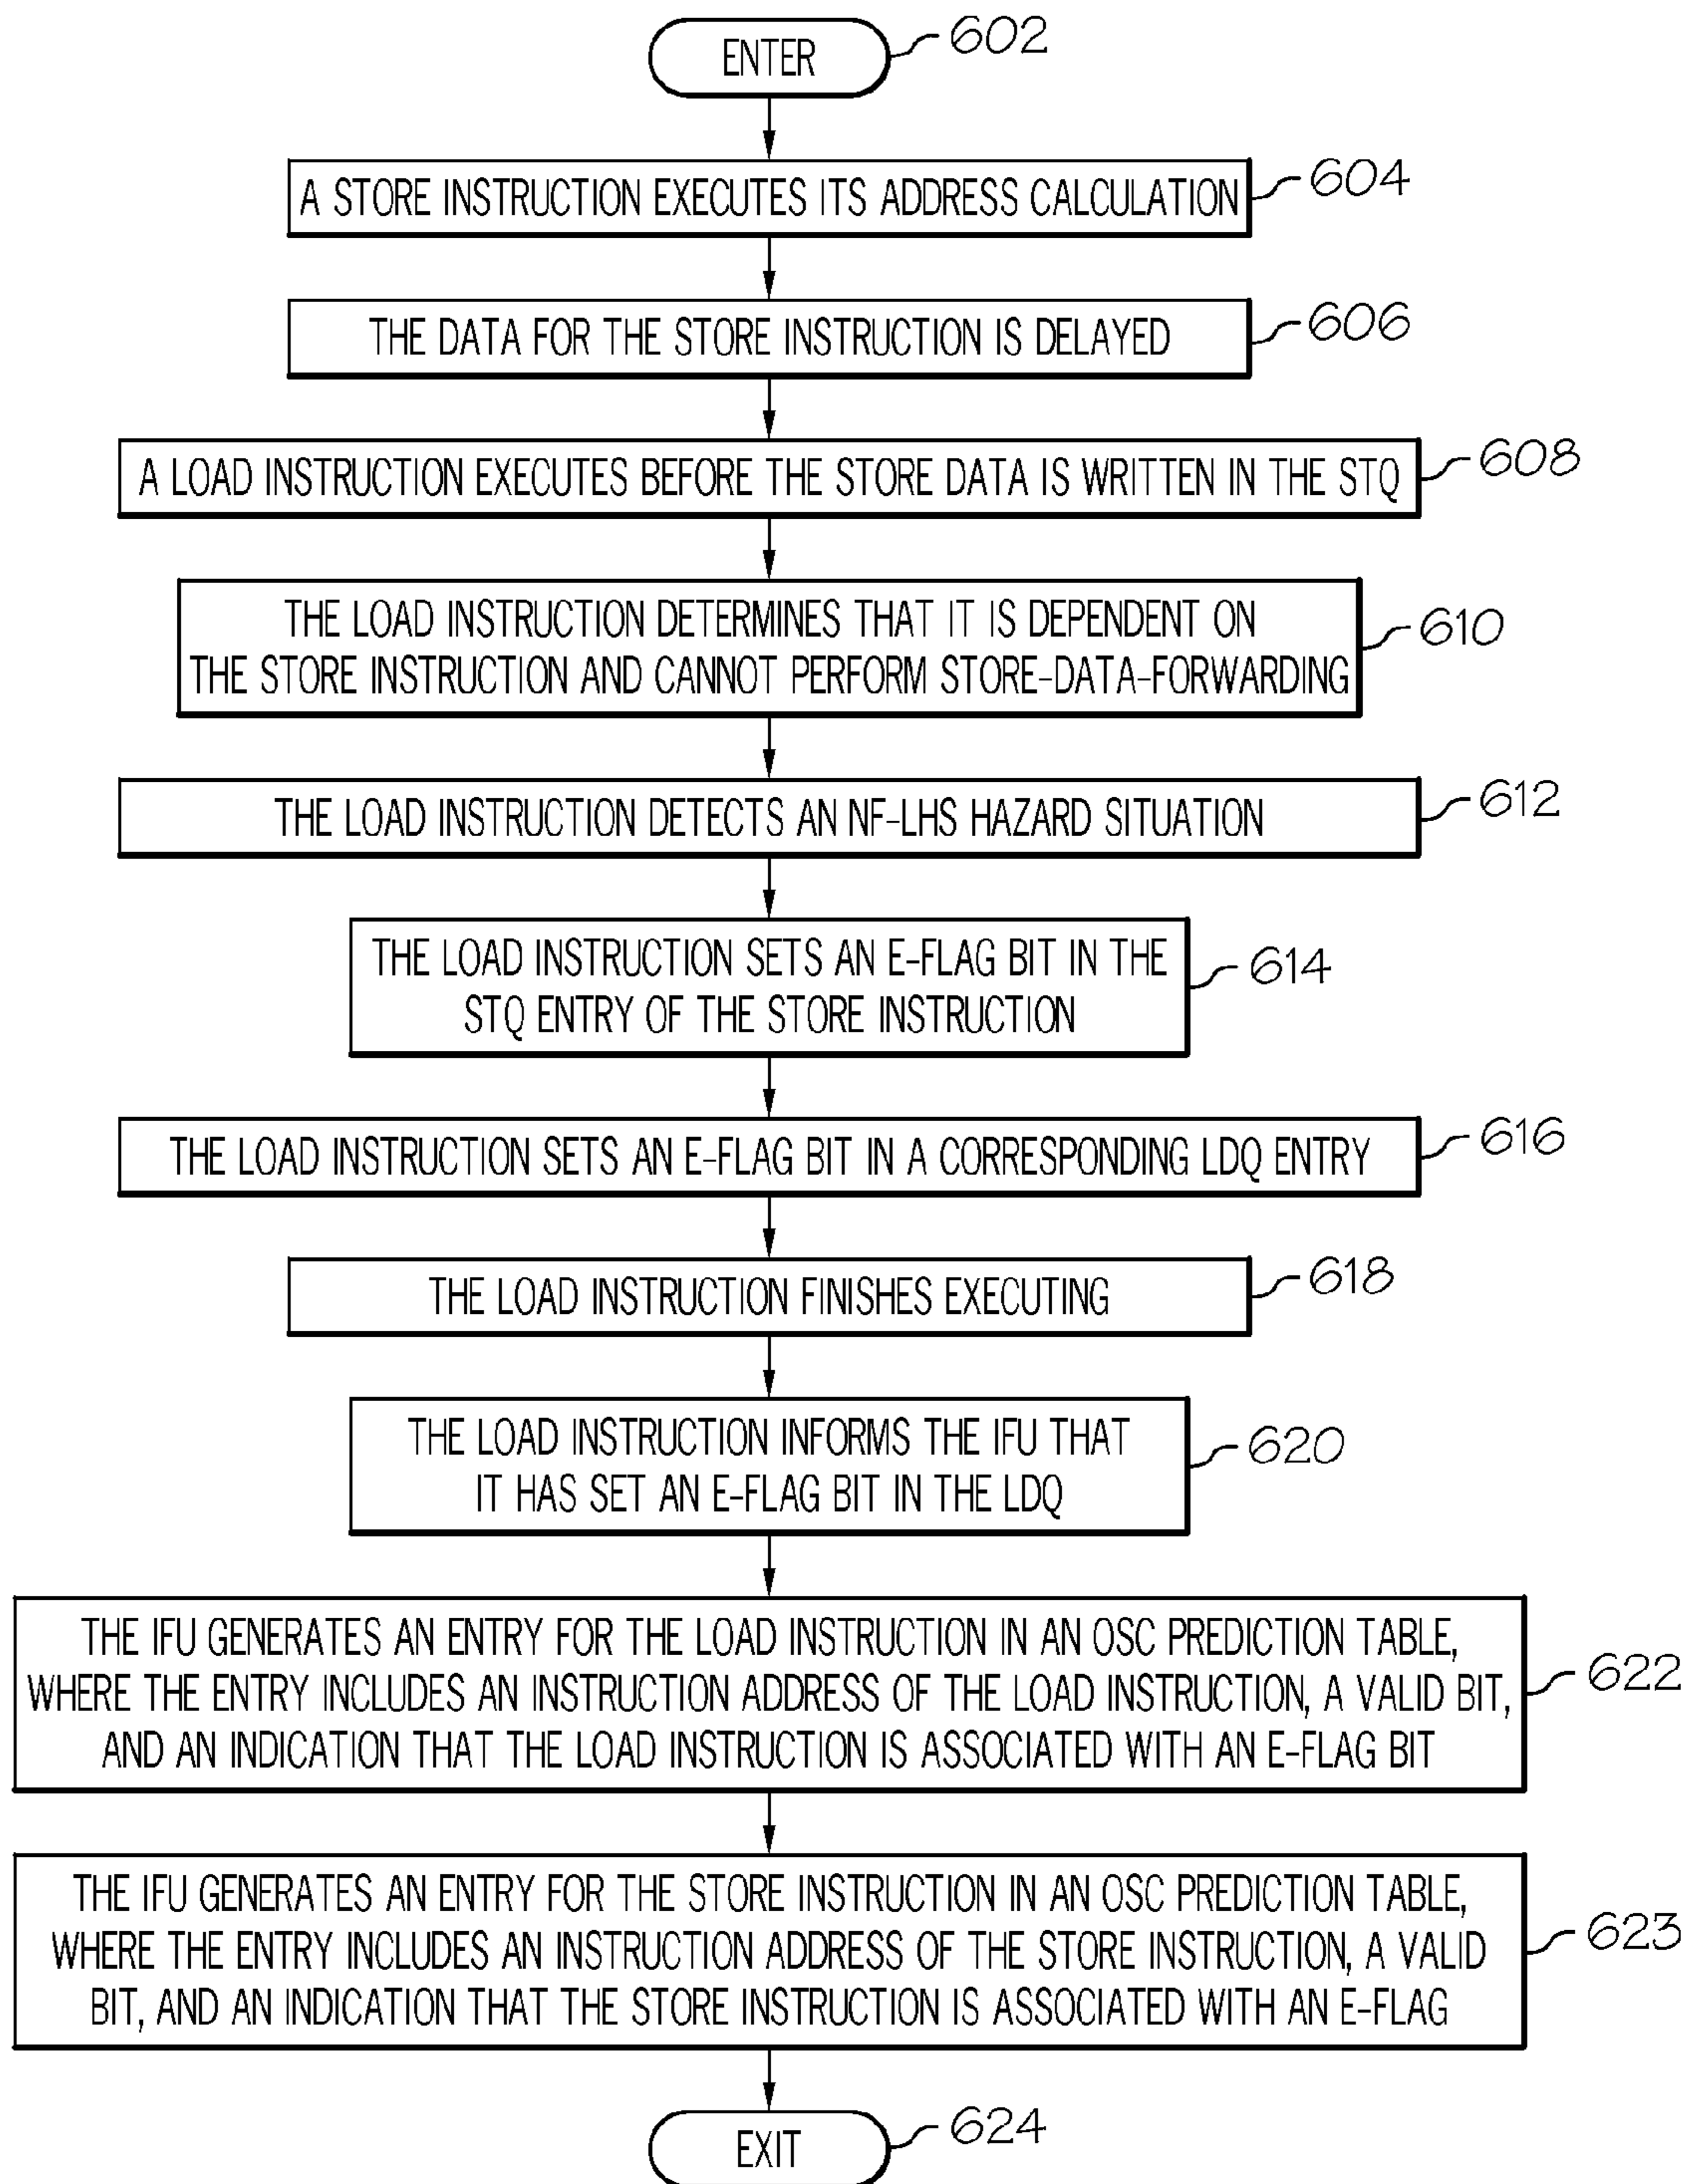 ENTER
602
A STORE INSTRUCTION EXECUTES ITS ADDRESS CALCULATION
604
THE DATA FOR THE STORE INSTRUCTION IS DELAYED
606
A LOAD INSTRUCTION EXECUTES BEFORE THE STORE DATA IS WRITTEN IN THE STQ
608
THE LOAD INSTRUCTION DETERMINES THAT IT IS DEPENDENT ON
THE STORE INSTRUCTION AND CANNOT PERFORM STORE-DATA-FORWARDING
610
THE LOAD INSTRUCTION DETECTS AN NF-LHS HAZARD SITUATION
612
THE LOAD INSTRUCTION SETS AN E-FLAG BIT IN THE
STQ ENTRY OF THE STORE INSTRUCTION
614
THE LOAD INSTRUCTION SETS AN E-FLAG BIT IN A CORRESPONDING LDQ ENTRY
616
THE LOAD INSTRUCTION FINISHES EXECUTING
618
THE LOAD INSTRUCTION INFORMS THE IFU THAT
IT HAS SET AN E-FLAG BIT IN THE LDQ
620
THE IFU GENERATES AN ENTRY FOR THE LOAD INSTRUCTION IN AN OSC PREDICTION TABLE,
WHERE THE ENTRY INCLUDES AN INSTRUCTION ADDRESS OF THE LOAD INSTRUCTION, A VALID BIT,
AND AN INDICATION THAT THE LOAD INSTRUCTION IS ASSOCIATED WITH AN E-FLAG BIT
622
THE IFU GENERATES AN ENTRY FOR THE STORE INSTRUCTION IN AN OSC PREDICTION TABLE,
WHERE THE ENTRY INCLUDES AN INSTRUCTION ADDRESS OF THE STORE INSTRUCTION, A VALID
BIT, AND AN INDICATION THAT THE STORE INSTRUCTION IS ASSOCIATED WITH AN E-FLAG
623
EXIT
624